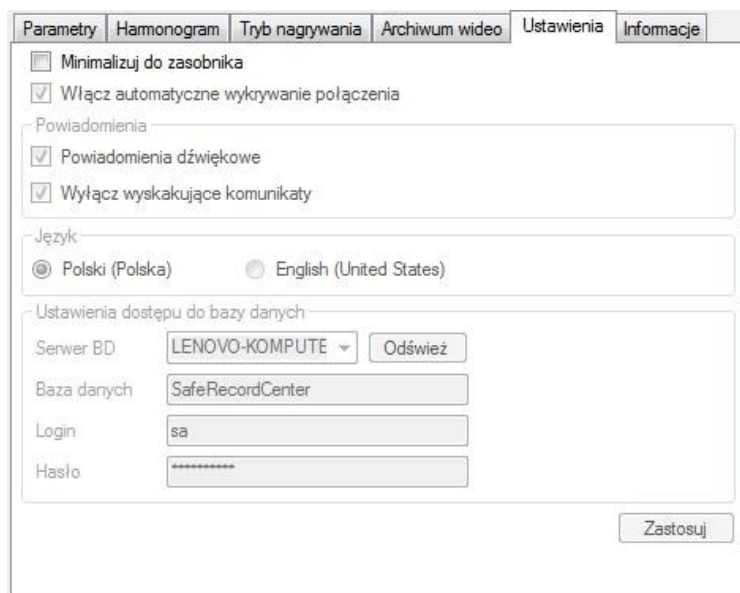 Parametry Harmonogram Tryb nagrywania Archiwum wideo Ustawienia Informacje
Minimalizuj do zasobnika
Włącz automatyczne wykrywanie połączenia
Powiadomienia
Powiadomienia dźwiękowe
Wyłącz wyskakujące komunikaty
Język
Polski (Polska) English (United States)
Ustawienia dostępu do bazy danych
Serwer BD LENOVO-KOMPUTE Odśwież
Baza danych SafeRecordCenter
Login sa
Hasło **********
Zastosuj